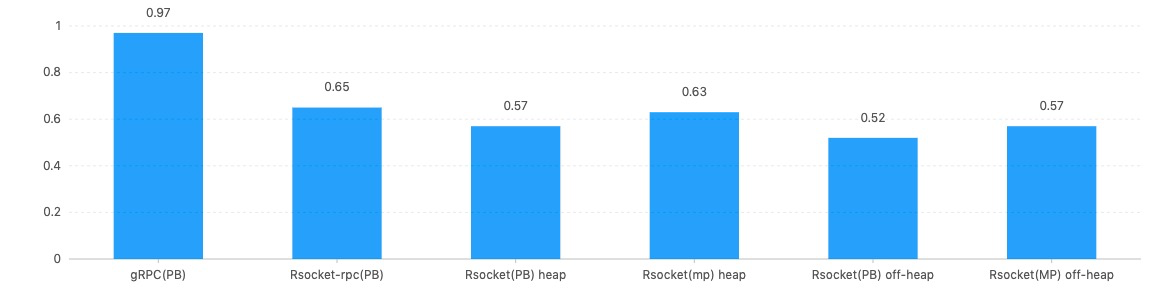 0.97
1
0.8
0.65
0.63
0.57
0.57
0.6
0.52
0.4
0.2
0
gRPC(PB)
Rsocket-rpc(PB)
Rsocket(PB) heap
Rsocket(mp) heap
Rsocket(PB) off-heap
Rsocket(MP) off-heap